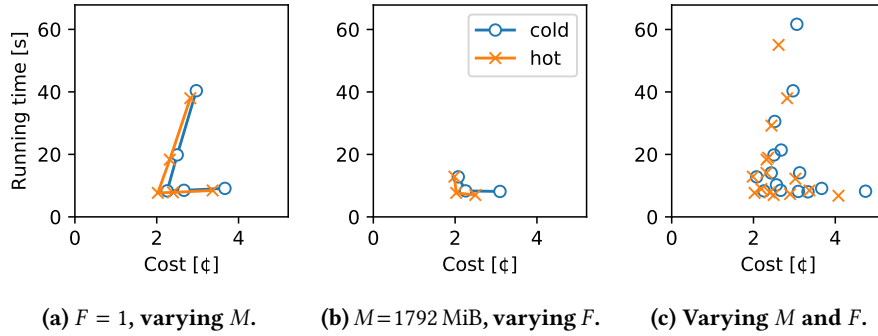 60
40
20
0
Running time [s]
0 2 4
Cost [¢]
(a) F = 1, varying M.
cold
hot
60
40
20
0
0 2 4
Cost [¢]
(b) M=1792 MiB, varying F.
60
40
20
0
0 2 4
Cost [¢]
(c) Varying M and F.